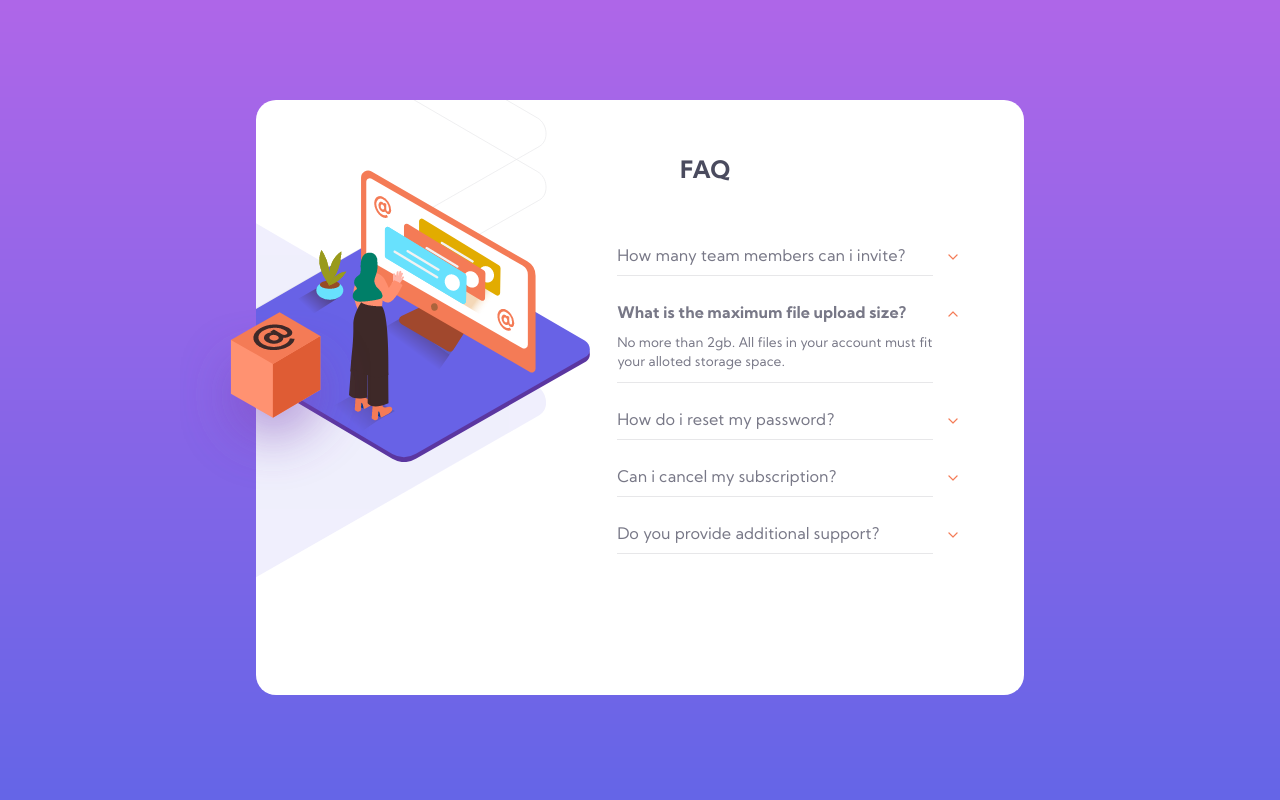 FAQ
@
How many team members can i invite?
What is the maximum file upload size?
No more than 2gb. All files in your account must fit
your alloted storage space.
@
@
How do i reset my password?
Can i cancel my subscription?
Do you provide additional support?